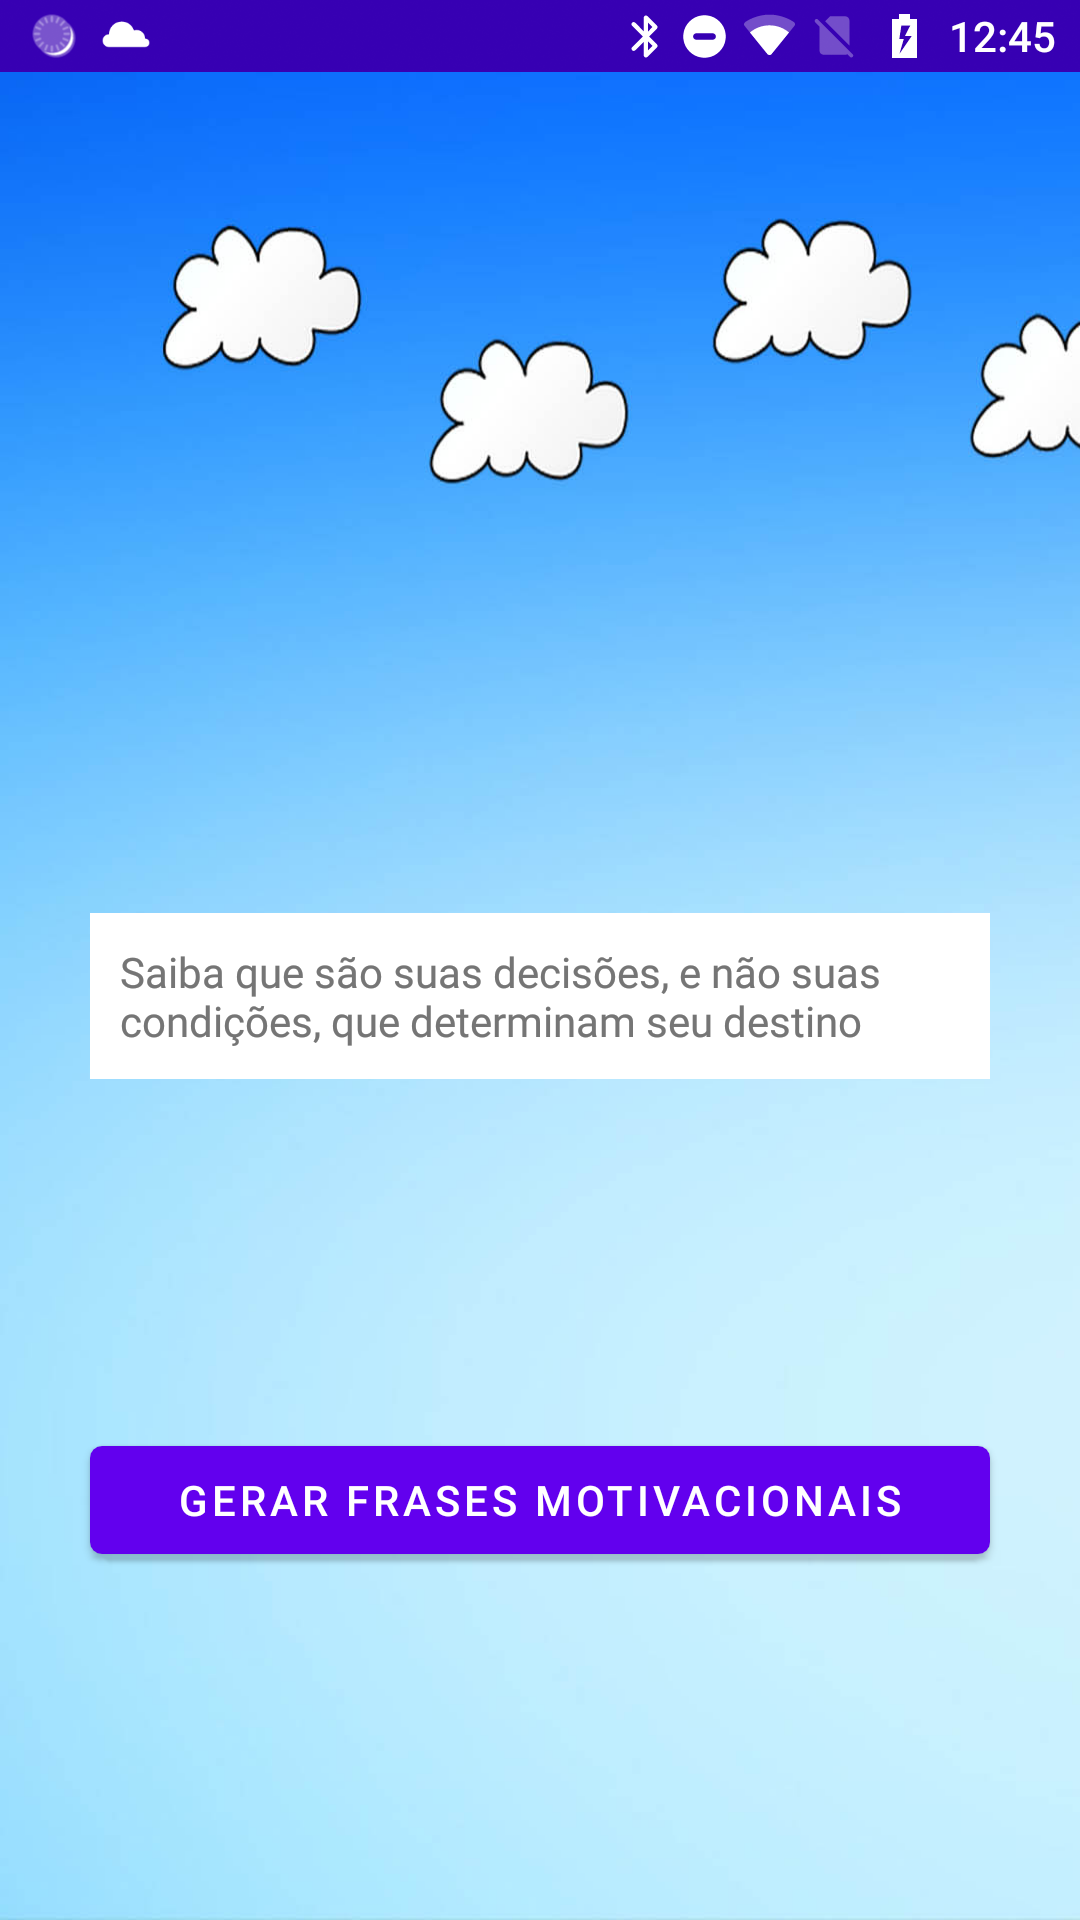 12:45
Saiba que são suas decisões, e não suas
condições, que determinam seu destino
GERAR FRASES MOTIVACIONAIS